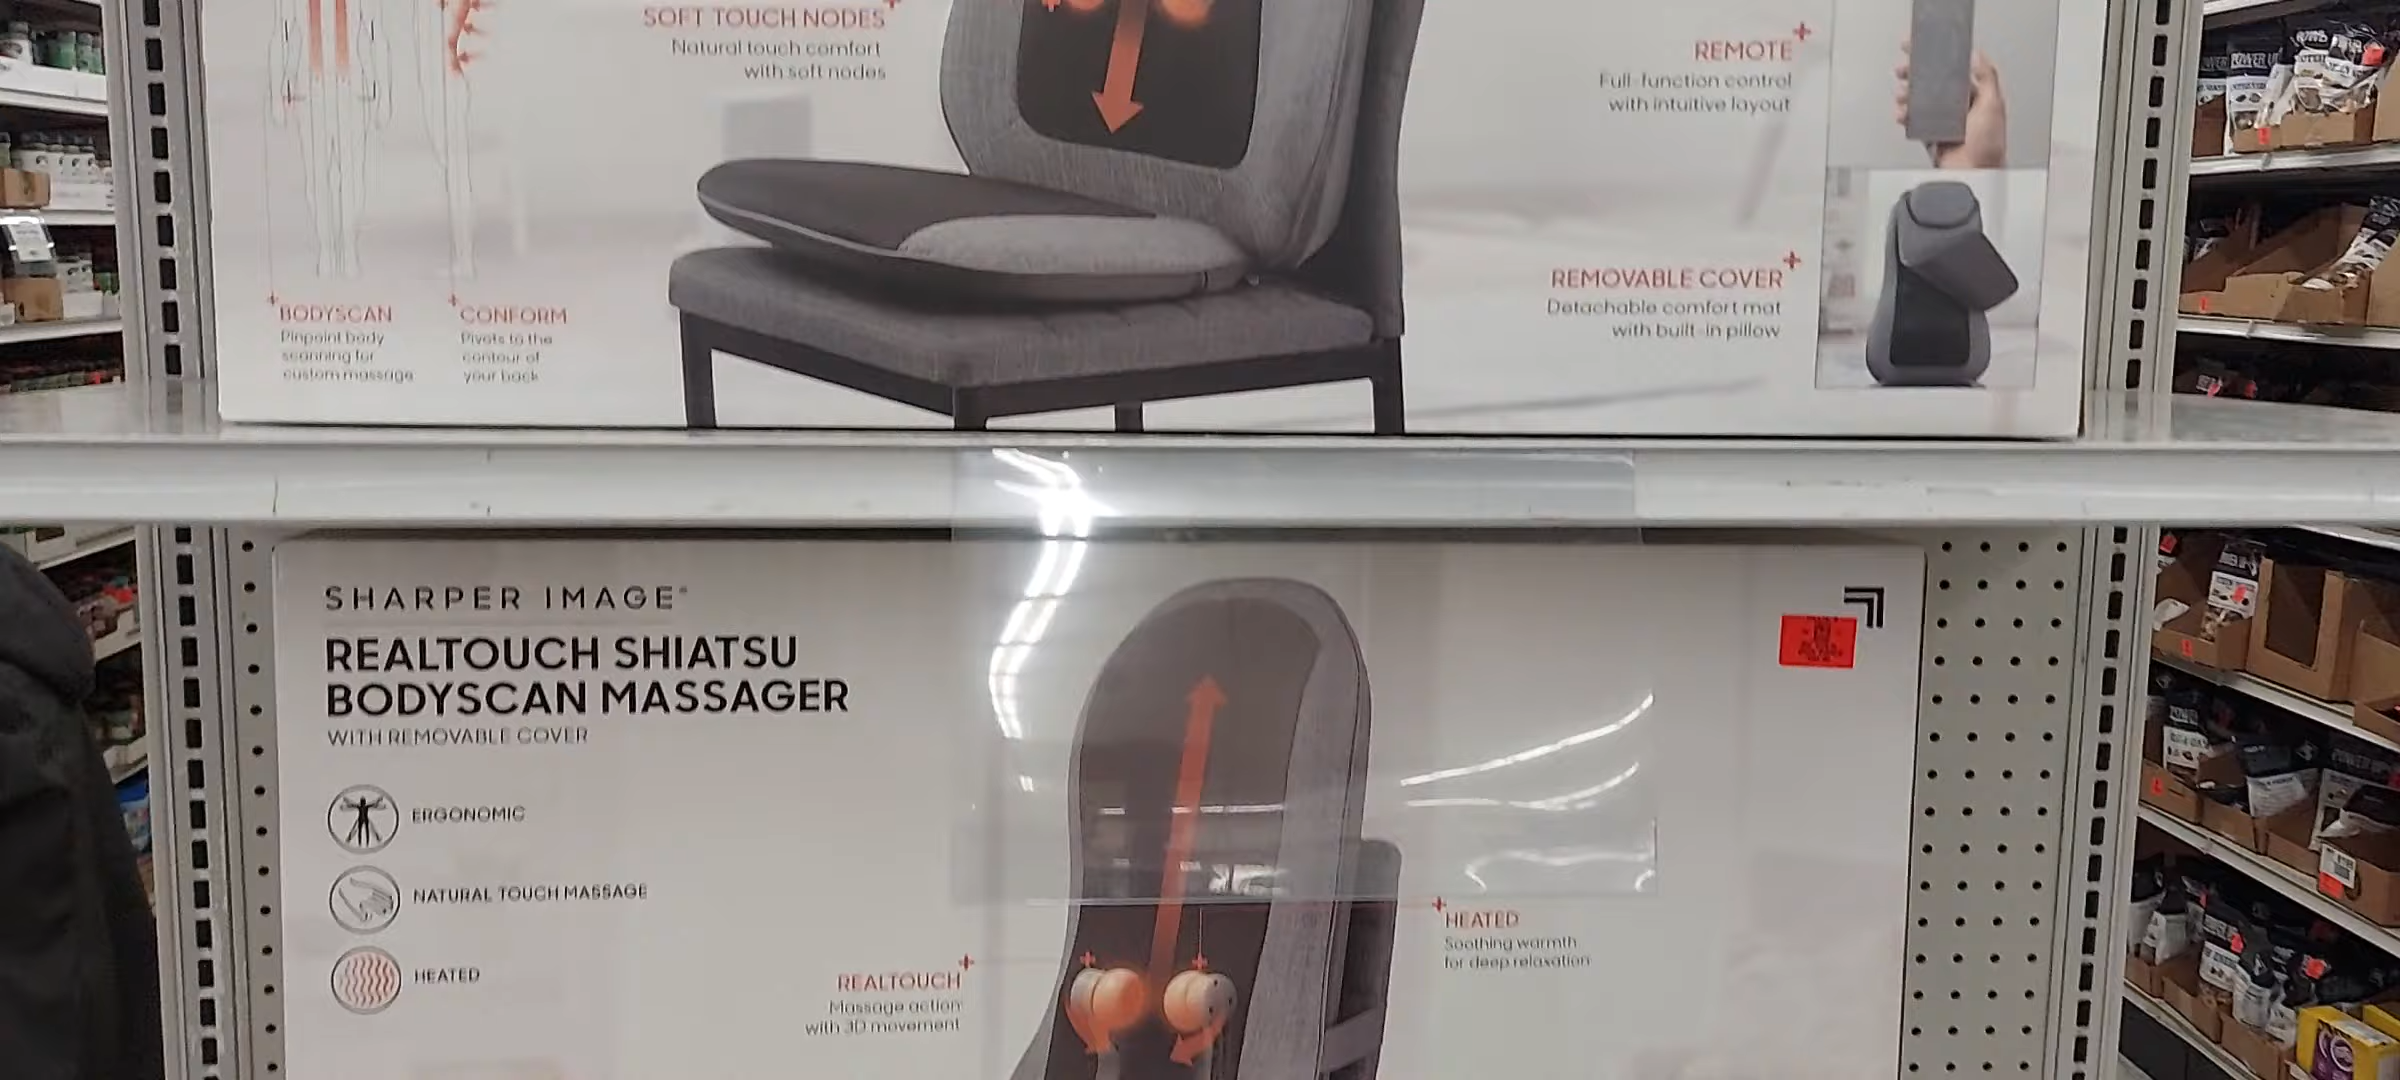 SOFT TOUCH NODES
Natural touch comfort
with soft nodes
REMOTE
Full-function control
with intuitive layout
REMOVABLE COVER
Detachable comfort mat
with built-in pillow
BODYSCAN
Pinpoint body
scanning for
custom massage
CONFORM
Pivots to the
contour of
your back
SHARPER IMAGE
REALTOUCH SHIATSU
BODYSCAN MASSAGER
WITH REMOVABLE COVER
ERGONOMIC
NATURAL TOUCH MASSAGE
HEATED
REALTOUCH
Massage action
with 3D movement
HEATED
Soothing warmth
for deep relaxation